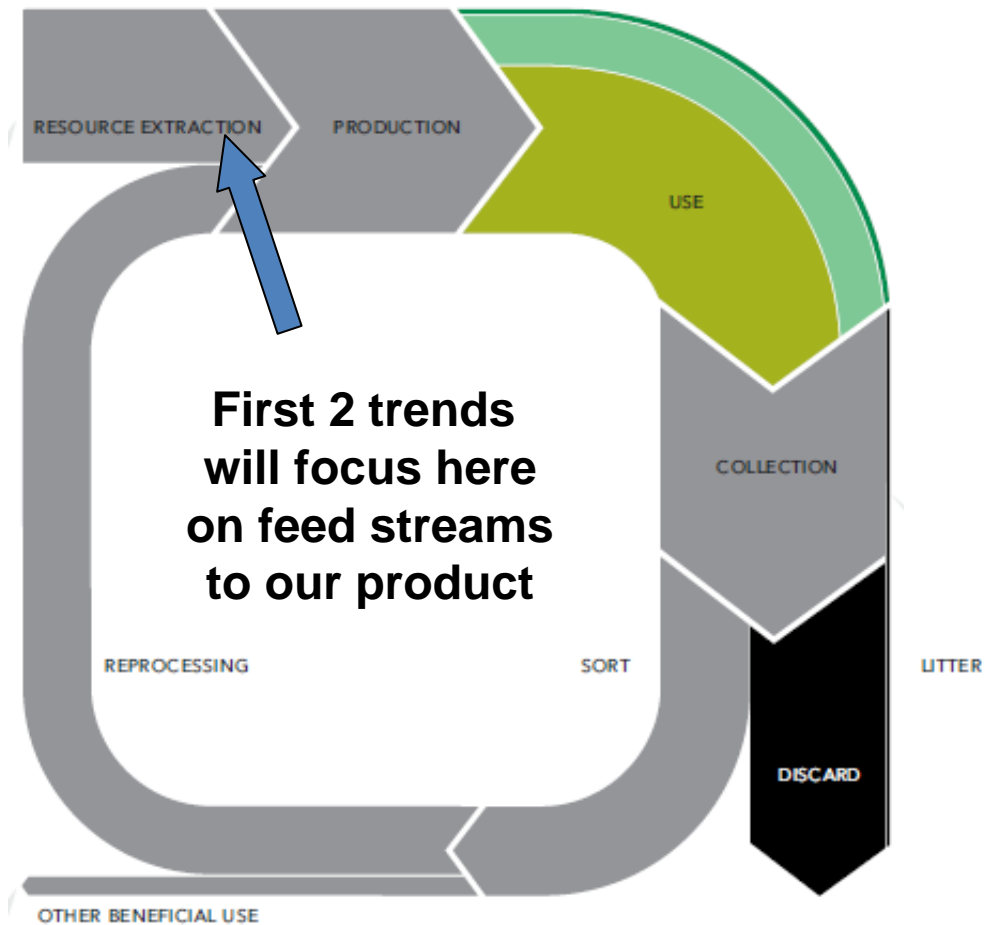 RESOURCE EXTRACTION
PRODUCTION
USE
First 2 trends
will focus here
on feed streams
to our product
COLLECTION
REPROCESSING
SORT
LITTER
DISCARD
OTHER BENEFICIAL USE